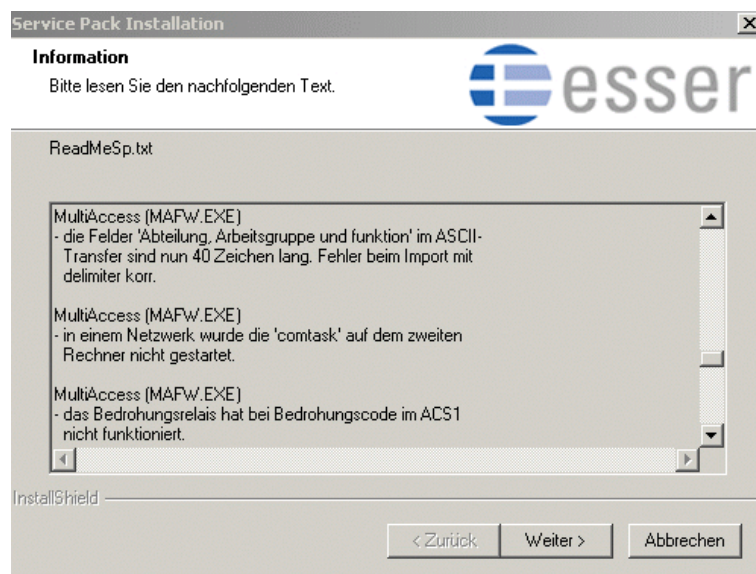 Service Pack Installation
Information
Bitte lesen Sie den nachfolgenden Text.
esser
ReadMeSp.txt
MultiAccess (MAFW.EXE)
- die Felder 'Abteilung, Arbeitsgruppe und funktion' im ASCII-
Transfer sind nun 40 Zeichen lang. Fehler beim Import mit
delimiter korr.
MultiAccess (MAFW.EXE)
- in einem Netzwerk wurde die 'comtask' auf dem zweiten
Rechner nicht gestartet.
MultiAccess (MAFW.EXE)
- das Bedrohungsrelais hat bei Bedrohungscode im ACS1
nicht funktioniert.
InstallShield
< Zurück
Weiter >
Abbrechen